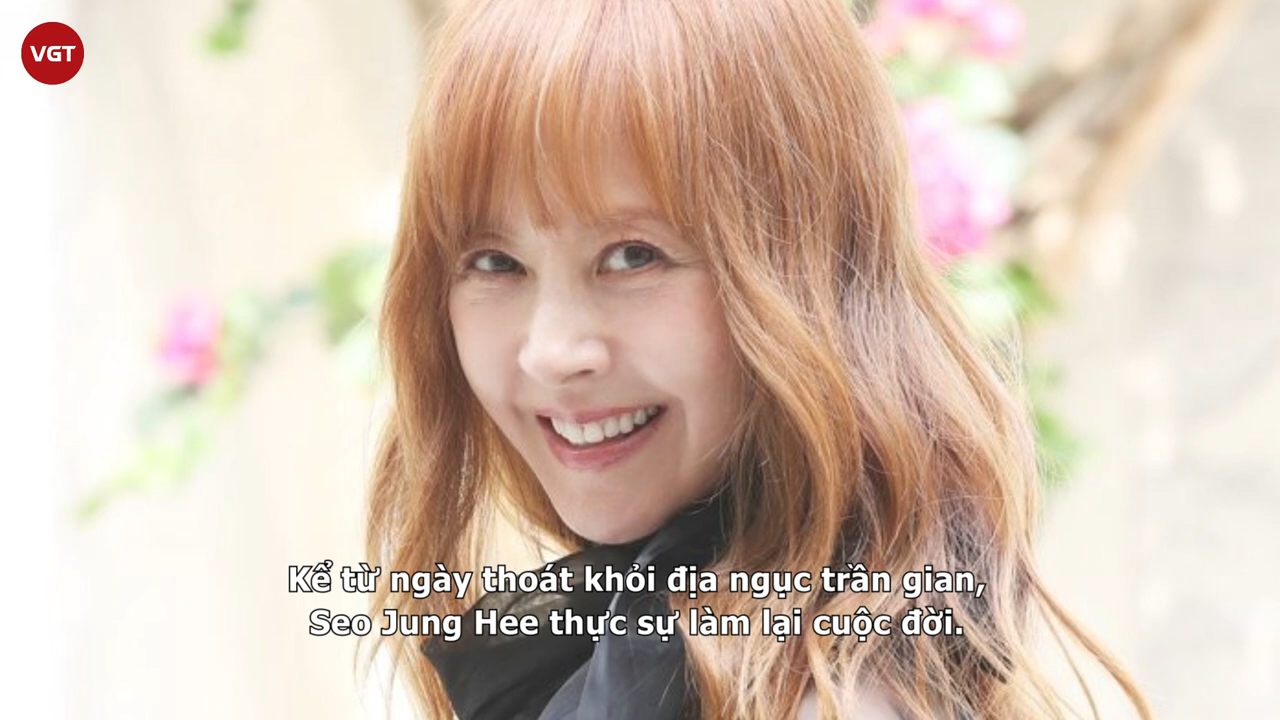 VGT
Kể từ ngày thoát khỏi địa ngục trần gian,
Seo Jung Hee thực sự làm lại cuộc đời.